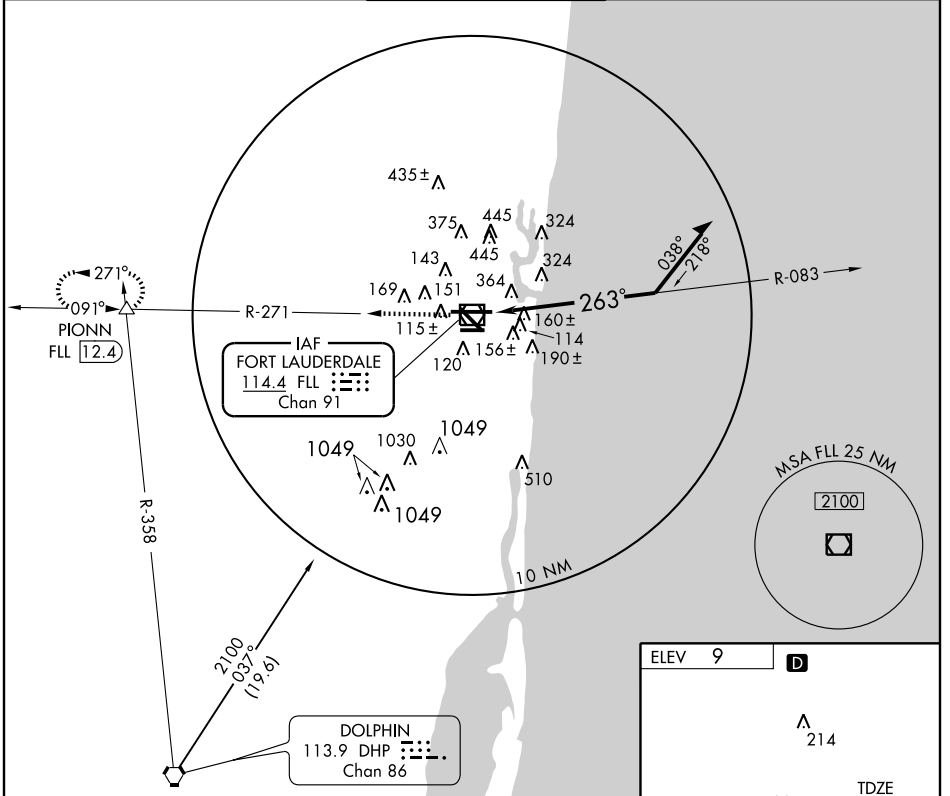 435±
375
445
445
324
143
324
364
169
151
115±
160±
114
156±
190±
120
271°
091°
PIONN
FLL 12.4
R-271
263°
038°
218°
R-083
IAF
FORT LAUDERDALE
114.4 FLL
Chan 91
1049
1030
1049
1049
510
10 NM
MSA FLL 25 NM
2100
R-358
2100
037°
(19.6)
DOLPHIN
113.9 DHP
Chan 86
ELEV 9
D
214
TDZE